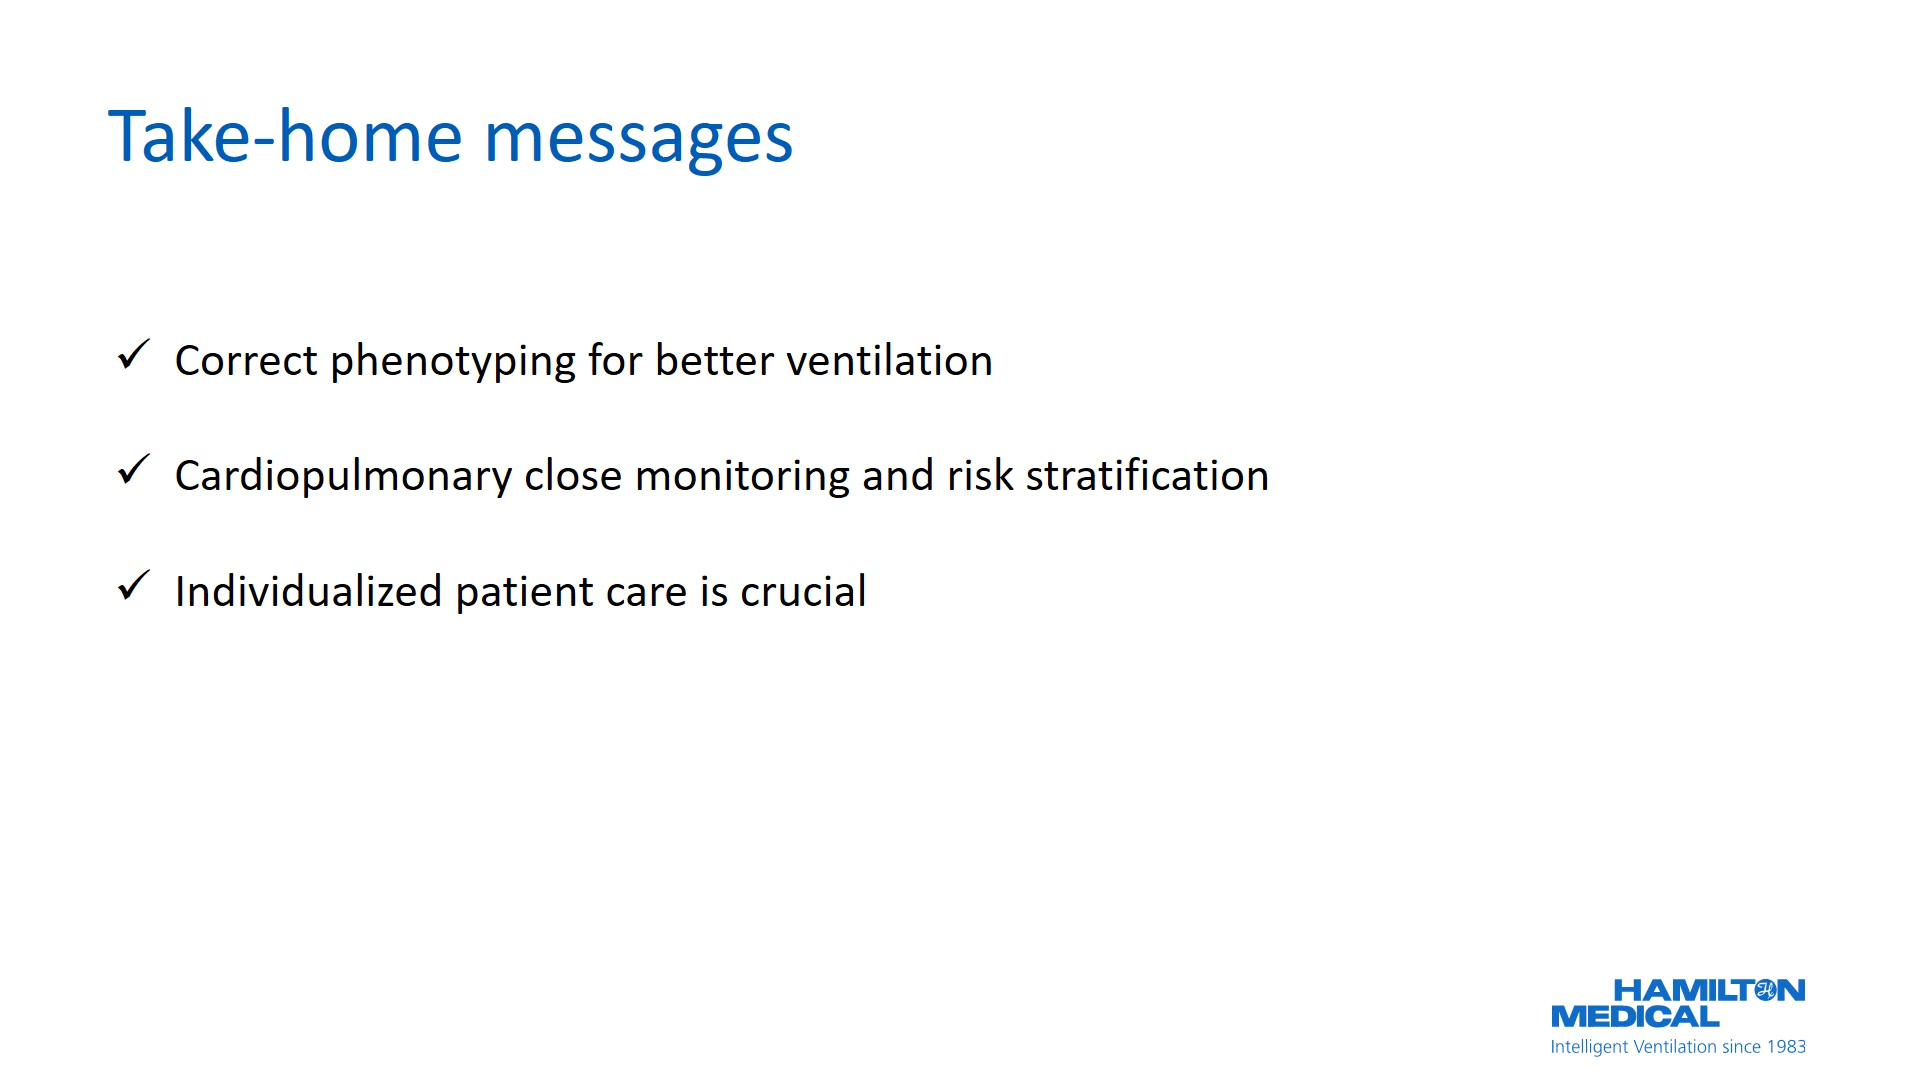 Take-home messages
✓ Correct phenotyping for better ventilation
✓ Cardiopulmonary close monitoring and risk stratification
✓ Individualized patient care is crucial
HAMILTON
MEDICAL
Intelligent Ventilation since 1983